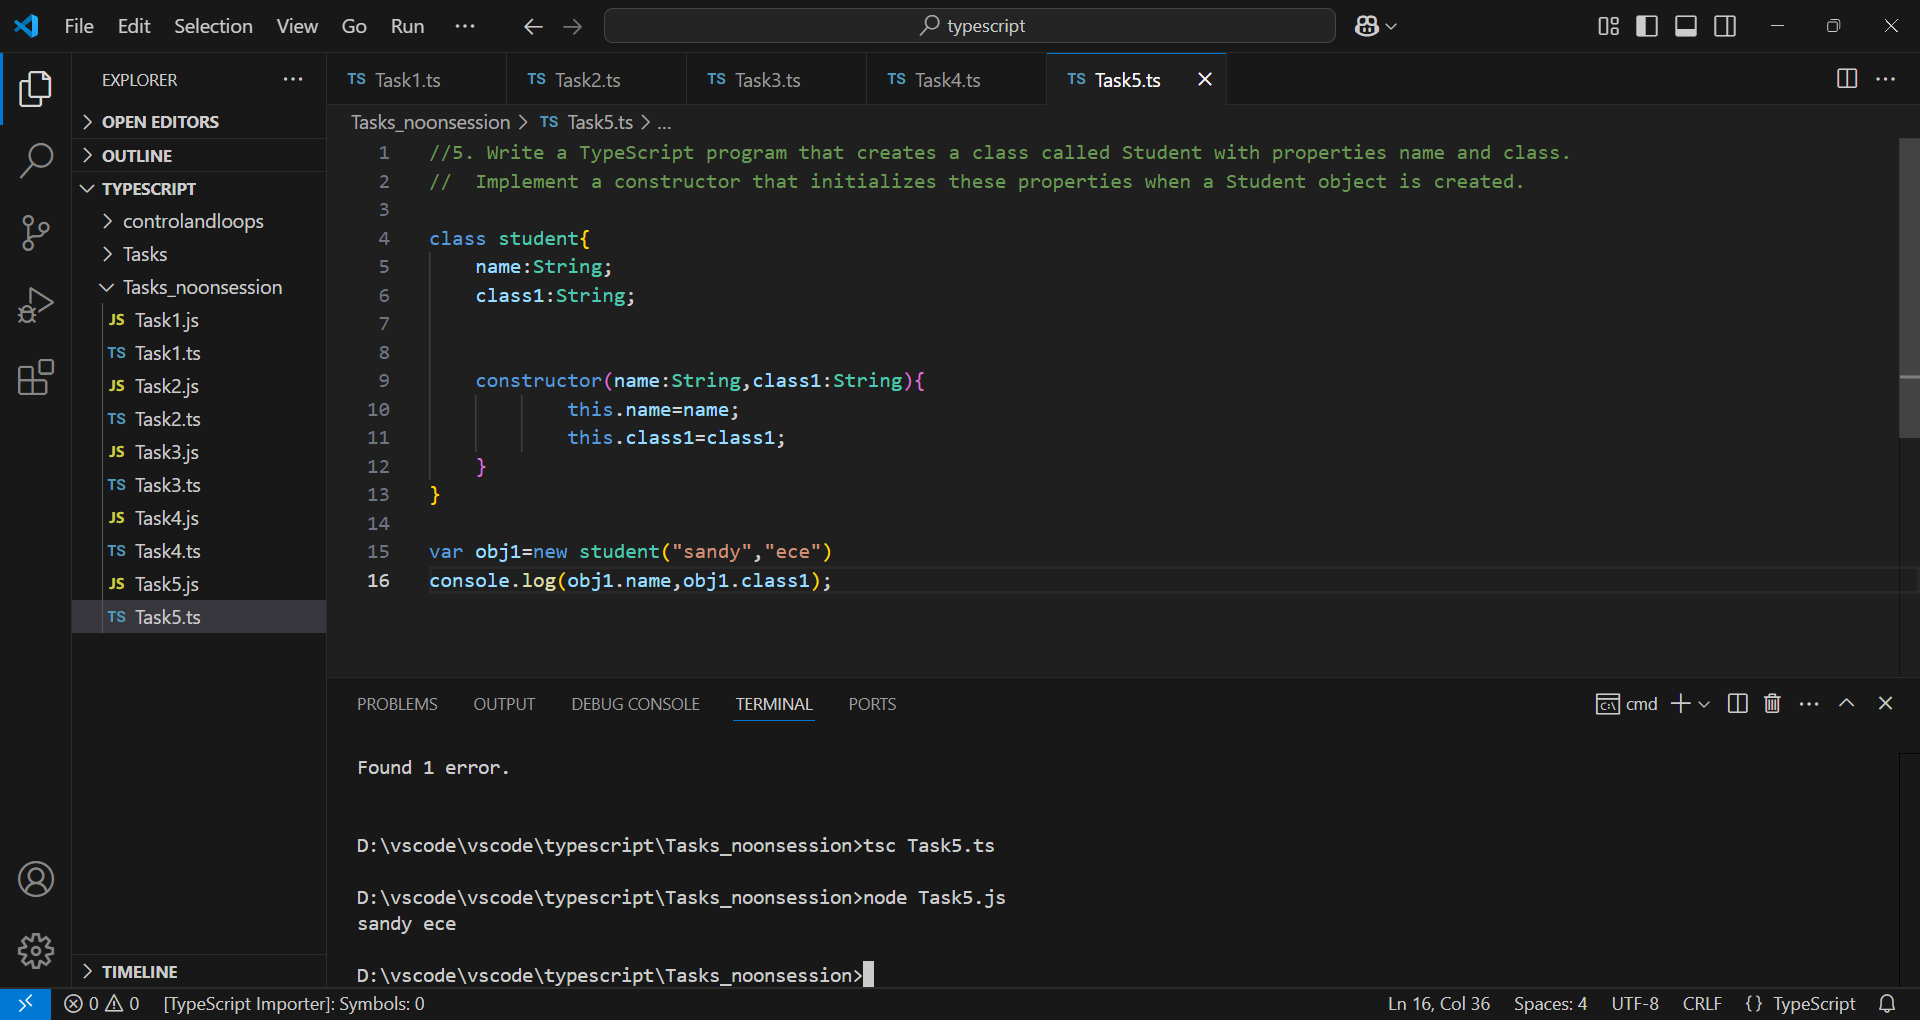 File Edit Selection View Go Run ··· typescript
EXPLORER ···
OPEN EDITORS
OUTLINE
TYPESCRIPT
controlandloops
Tasks
Tasks_noonsession
JS Task1.js
TS Task1.ts
JS Task2.js
TS Task2.ts
JS Task3.js
TS Task3.ts
JS Task4.js
TS Task4.ts
JS Task5.js
TS Task5.ts
TIMELINE
TS Task1.ts TS Task2.ts TS Task3.ts TS Task4.ts TS Task5.ts
Tasks_noonsession > TS Task5.ts > ...
1 //5. Write a TypeScript program that creates a class called Student with properties name and class.
2 //  Implement a constructor that initializes these properties when a Student object is created.
3
4 class student{
5     name:String;
6     class1:String;
7
8
9     constructor(name:String,class1:String){
10             this.name=name;
11             this.class1=class1;
12     }
13 }
14
15 var obj1=new student("sandy","ece")
16 console.log(obj1.name,obj1.class1);
PROBLEMS OUTPUT DEBUG CONSOLE TERMINAL PORTS cmd
Found 1 error.
D:\vscode\vscode\typescript\Tasks_noonsession>tsc Task5.ts
D:\vscode\vscode\typescript\Tasks_noonsession>node Task5.js
sandy ece
D:\vscode\vscode\typescript\Tasks_noonsession>
0 0 [TypeScript Importer]: Symbols: 0 Ln 16, Col 36 Spaces: 4 UTF-8 CRLF {} TypeScript